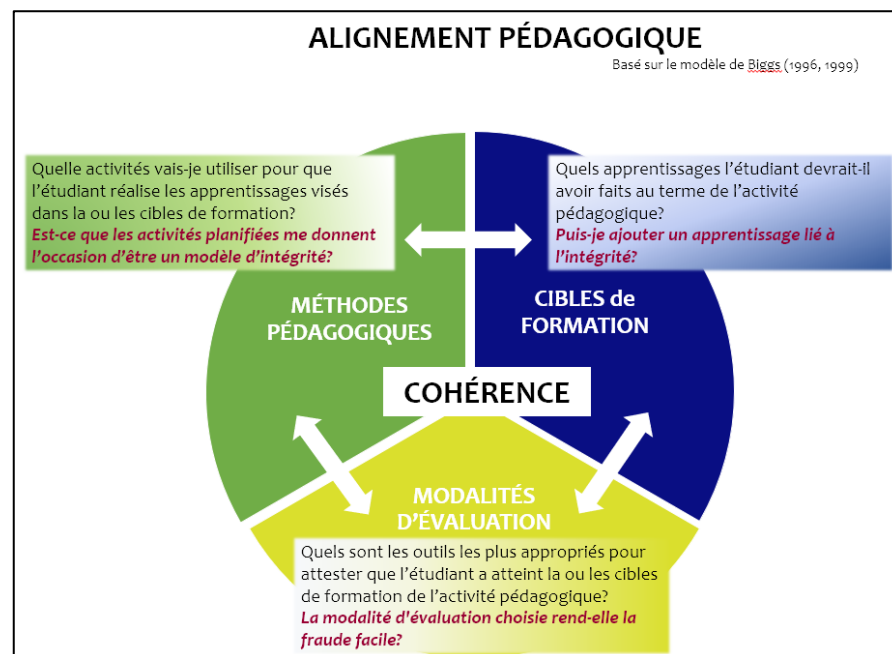 ALIGNEMENT PÉDAGOGIQUE
Basé sur le modèle de Biggs (1996, 1999)
Quelle activités vais-je utiliser pour que
l'étudiant réalise les apprentissages visés
dans la ou les cibles de formation?
Est-ce que les activités planifiées me donnent
l'occasion d'être un modèle d'intégrité?
Quels apprentissages l'étudiant devrait-il
avoir faits au terme de l'activité
pédagogique?
Puis-je ajouter un apprentissage lié à
l'intégrité?
MÉTHODES
PÉDAGOGIQUES
CIBLES de
FORMATION
COHÉRENCE
MODALITÉS
D'ÉVALUATION
Quels sont les outils les plus appropriés pour
attester que l'étudiant a atteint la ou les cibles
de formation de l'activité pédagogique?
La modalité d'évaluation choisie rend-elle la
fraude facile?